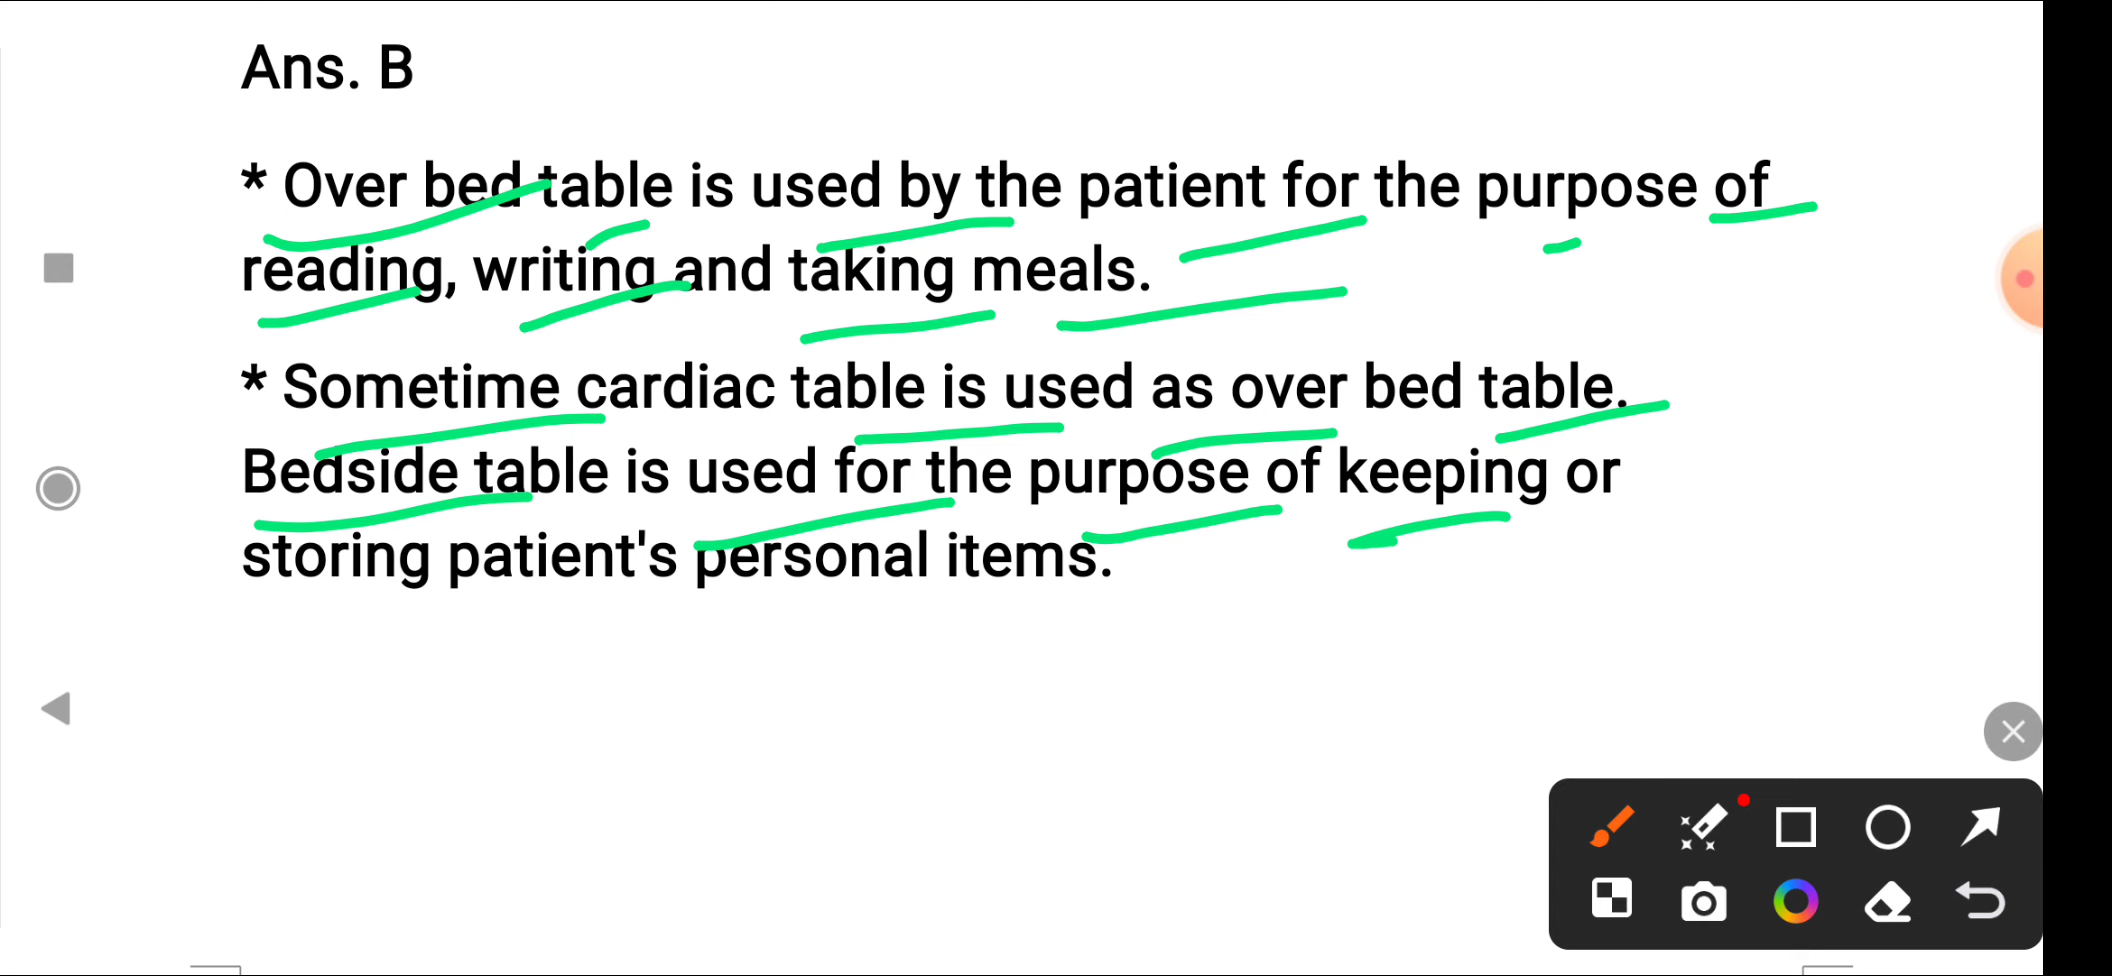 Ans. B
* Over bed table is used by the patient for the purpose of
reading, writing and taking meals.
* Sometime cardiac table is used as over bed table.
Bedside table is used for the purpose of keeping or
storing patient's personal items.